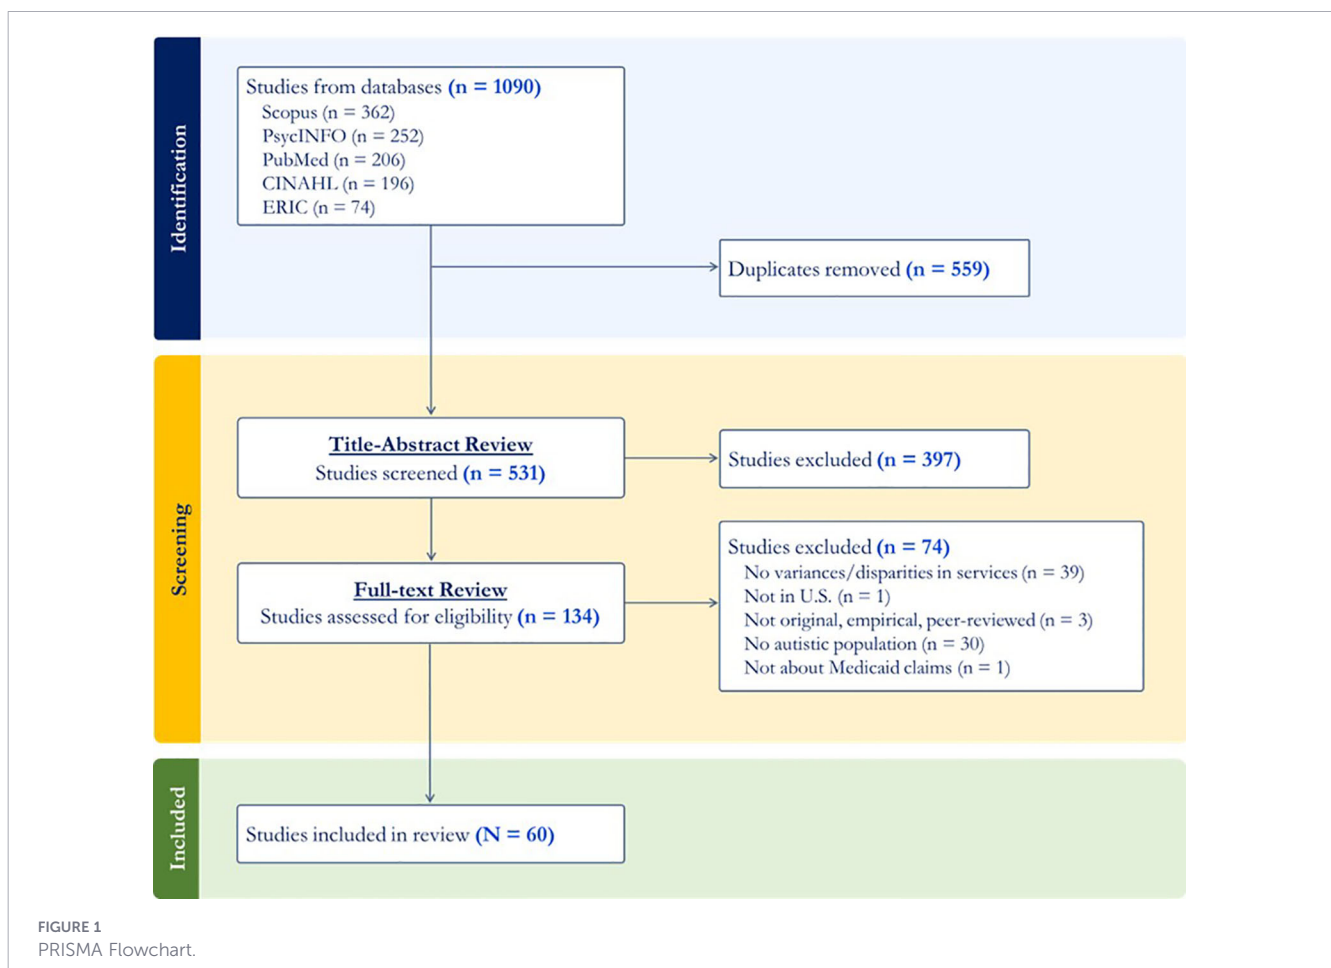 Identification
Studies from databases (n = 1090)
Scopus (n = 362)
PsycINFO (n = 252)
PubMed (n = 206)
CINAHL (n = 196)
ERIC (n = 74)
Duplicates removed (n = 559)
Screening
Title-Abstract Review
Studies screened (n = 531)
Studies excluded (n = 397)
Full-text Review
Studies assessed for eligibility (n = 134)
Studies excluded (n = 74)
No variances/disparities in services (n = 39)
Not in U.S. (n = 1)
Not original, empirical, peer-reviewed (n = 3)
No autistic population (n = 30)
Not about Medicaid claims (n = 1)
Included
Studies included in review (N = 60)
FIGURE 1
PRISMA Flowchart.